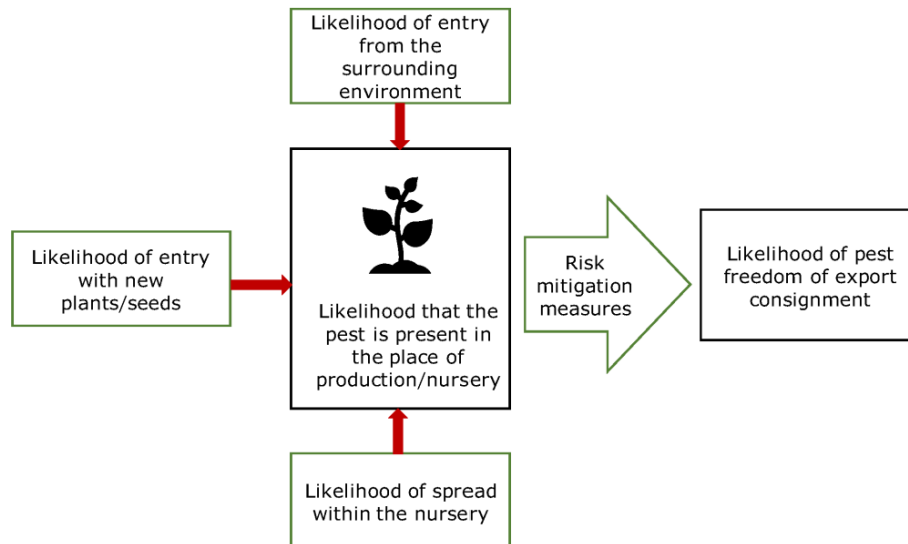 Likelihood of entry
from the
surrounding
environment
Likelihood of entry
with new
plants/seeds
Likelihood that the
pest is present in
the place of
production/nursery
Risk
mitigation
measures
Likelihood of pest
freedom of export
consignment
Likelihood of spread
within the nursery